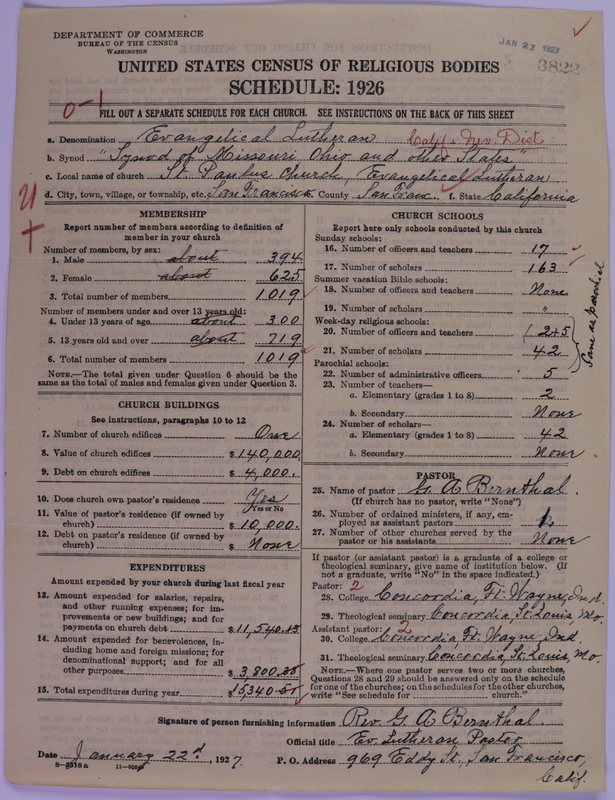 DEPARTMENT OF COMMERCE
BUREAU OF THE CENSUS
WASHINGTON
JAN 27 1927
3822
UNITED STATES CENSUS OF RELIGIOUS BODIES
SCHEDULE: 1926
0-1
FILL OUT A SEPARATE SCHEDULE FOR EACH CHURCH. SEE INSTRUCTIONS ON THE BACK OF THIS SHEET
a. Denomination Evangelical Lutheran Calif. & Nev. Dist
b. Synod "Synod of Missouri, Ohio and other States"
c. Local name of church St. Paulus Church, Evangelical Lutheran
d. City, town, village, or township, etc. San Francisco County San Fran. f. State California
MEMBERSHIP
Report number of members according to definition of member in your church
Number of members, by sex:
1. Male about 394
2. Female about 625
3. Total number of members 1019
Number of members under and over 13 years old:
4. Under 13 years of age about 300
5. 13 years old and over about 719
6. Total number of members 1019
NOTE.—The total given under Question 6 should be the same as the total of males and females given under Question 3.
CHURCH BUILDINGS
See instructions, paragraphs 10 to 12
7. Number of church edifices One
8. Value of church edifices $140,000
9. Debt on church edifices $4,000.
10. Does church own pastor's residence Yes
Yes or No
11. Value of pastor's residence (if owned by church) $10,000.
12. Debt on pastor's residence (if owned by church) $None
EXPENDITURES
Amount expended by your church during last fiscal year
13. Amount expended for salaries, repairs, and other running expenses; for improvements or new buildings; and for payments on church debt $11,540.
14. Amount expended for benevolences, including home and foreign missions; for denominational support; and for all other purposes $3,800.
15. Total expenditures during year $15340.
CHURCH SCHOOLS
Report here only schools conducted by this church
Sunday schools:
16. Number of officers and teachers 17
17. Number of scholars 163
Summer vacation Bible schools:
18. Number of officers and teachers None
19. Number of scholars "
Week-day religious schools:
20. Number of officers and teachers 2+5
21. Number of scholars 42
Same as parochial
Parochial schools:
22. Number of administrative officers 5
23. Number of teachers—
a. Elementary (grades 1 to 8) 2
b. Secondary None
24. Number of scholars—
a. Elementary (grades 1 to 8) 42
b. Secondary None
PASTOR
25. Name of pastor G. A. Bernthal.
(If church has no pastor, write "None")
26. Number of ordained ministers, if any, employed as assistant pastors 1
27. Number of other churches served by the pastor or his assistants None
If pastor (or assistant pastor) is a graduate of a college or theological seminary, give name of institution below. (If not a graduate, write "No" in the space indicated.)
Pastor: 2
28. College Concordia, Ft. Wayne, Ind.
29. Theological seminary Concordia, St. Louis, Mo.
Assistant pastor: 2
30. College Concordia, Ft. Wayne, Ind.
31. Theological seminary Concordia, St. Louis, Mo.
NOTE.—Where one pastor serves two or more churches, Questions 28 and 29 should be answered only on the schedule for one of the churches; on the schedules for the other churches, write "See schedule for church."
Signature of person furnishing information Rev. G. A. Bernthal.
Official title Ev. Lutheran Pastor
Date January 22d, 1927. P. O. Address 969 Eddy St., San Francisco, Calif.